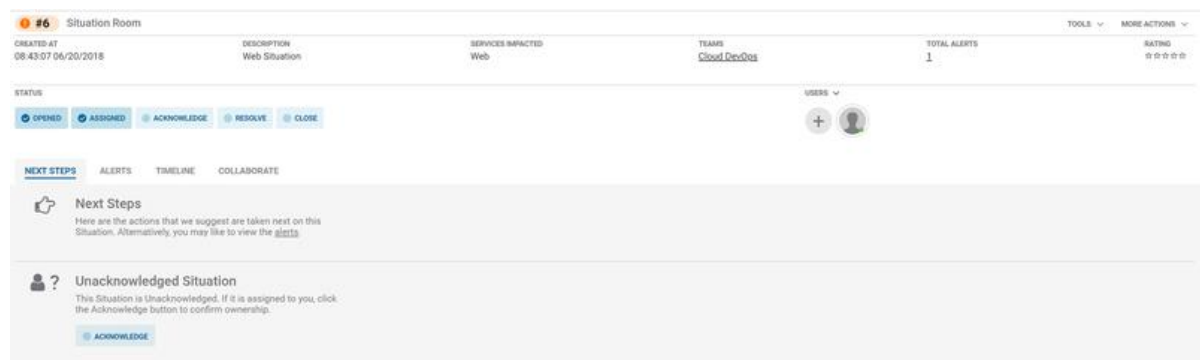 #6 Situation Room TOOLS MORE ACTIONS
CREATED AT DESCRIPTION SERVICES IMPACTED TEAMS TOTAL ALERTS RATING
08:43:07 06/20/2018 Web Situation Web Cloud DevOps 1
STATUS USERS
OPENED ASSIGNED ACKNOWLEDGE RESOLVE CLOSE
NEXT STEPS ALERTS TIMELINE COLLABORATE
Next Steps
Here are the actions that we suggest are taken next on this
Situation. Alternatively, you may like to view the alerts.
Unacknowledged Situation
This Situation is Unacknowledged. If it is assigned to you, click
the Acknowledge button to confirm ownership.
ACKNOWLEDGE